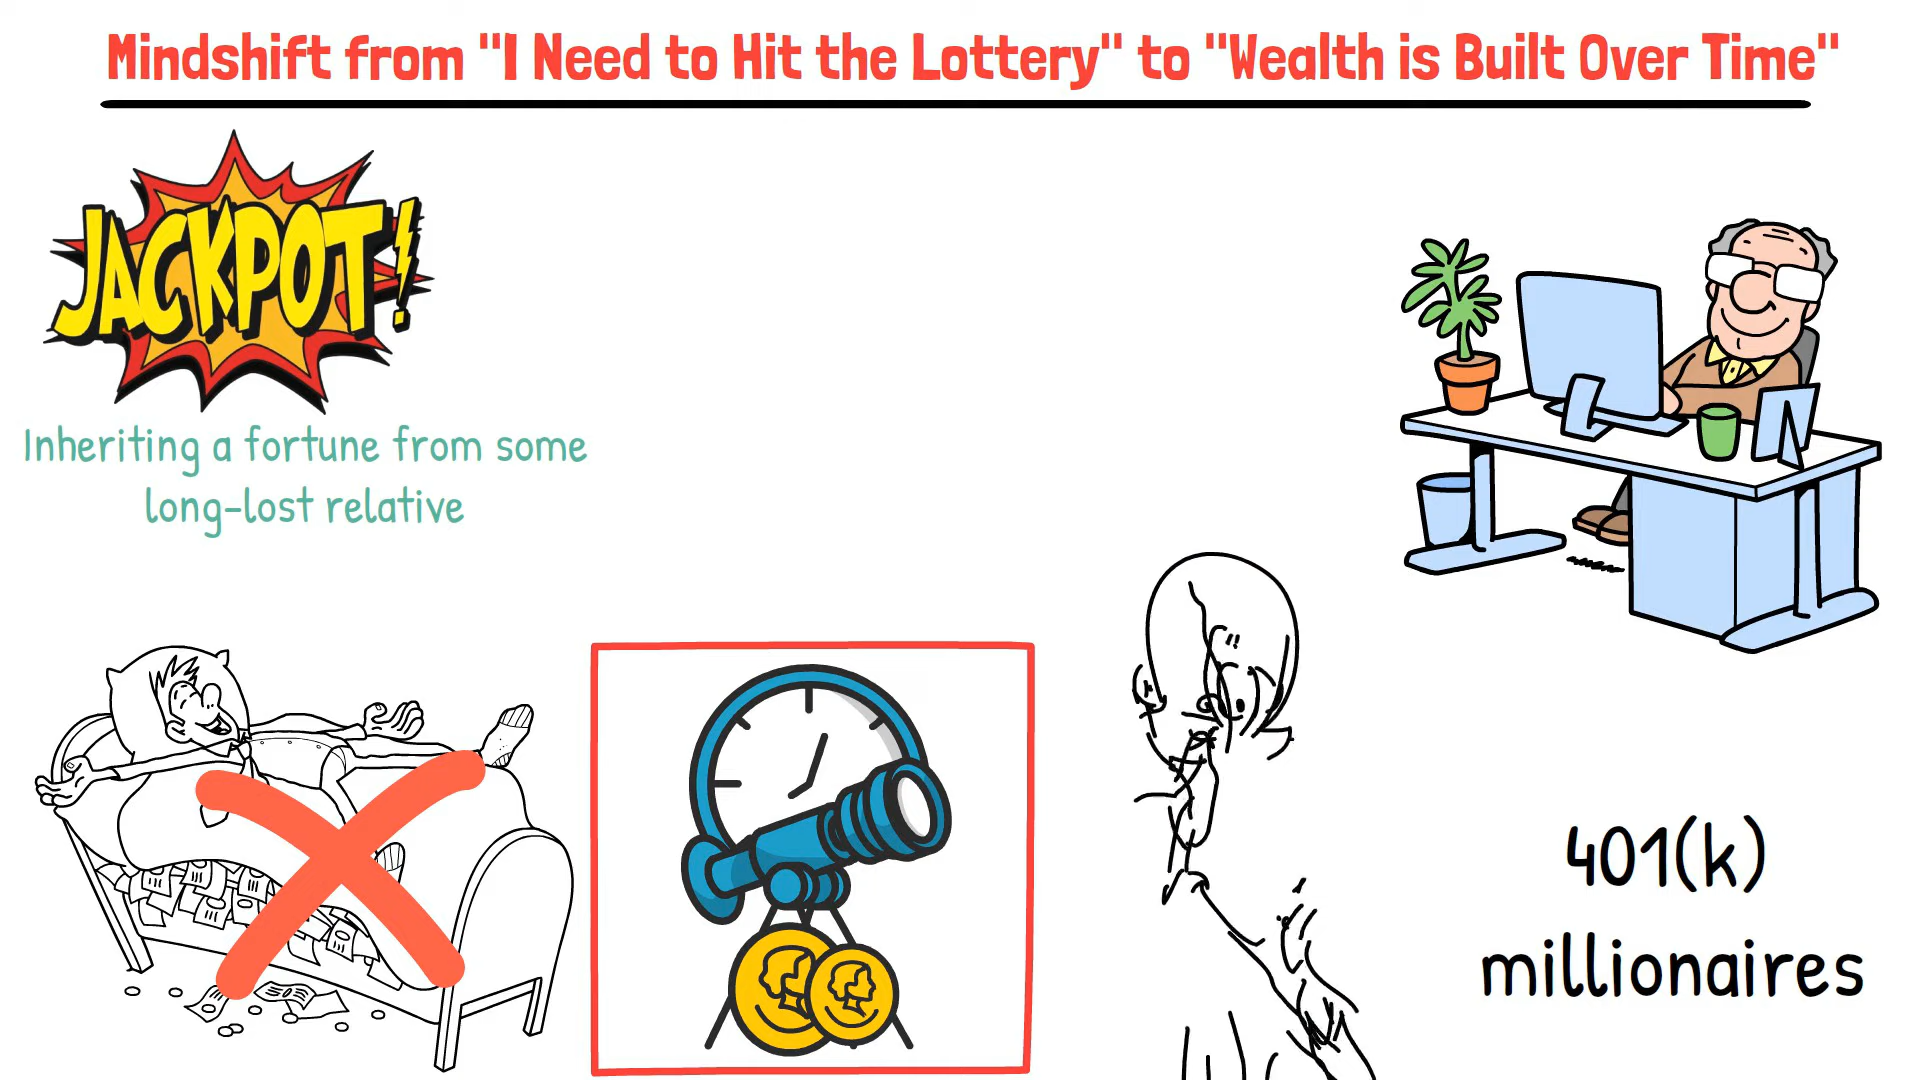 Mindshift from "I Need to Hit the Lottery" to "Wealth is Built Over Time"
JACKPOT!
Inheriting a fortune from some
long-lost relative
401(k)
millionaires